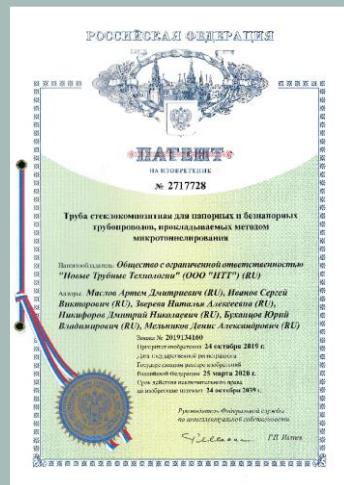 РОССИЙСКАЯ ФЕДЕРАЦИЯ
ПАТЕНТ
НА ИЗОБРЕТЕНИЕ
№ 2717728
Труба стеклокомпозитная для напорных и безнапорных
трубопроводов, прокладываемых методом
микротоннелирования
Патентообладатель: Общество с ограниченной ответственностью
"Новые Трубные Технологии" (ООО "НТТ") (RU)
Авторы: Маслов Артем Дмитриевич (RU), Иванов Сергей
Викторович (RU), Зверева Наталья Алексеевна (RU),
Никифоров Дмитрий Николаевич (RU), Буханцов Юрий
Владимирович (RU), Мельников Денис Александрович (RU)
Заявка № 2019134160
Приоритет изобретения 24 октября 2019 г.
Дата государственной регистрации в
Государственном реестре изобретений
Российской Федерации 25 марта 2020 г.
Срок действия исключительного права
на изобретение истекает 24 октября 2039 г.
Руководитель Федеральной службы
по интеллектуальной собственности
Г.П. Ивлиев